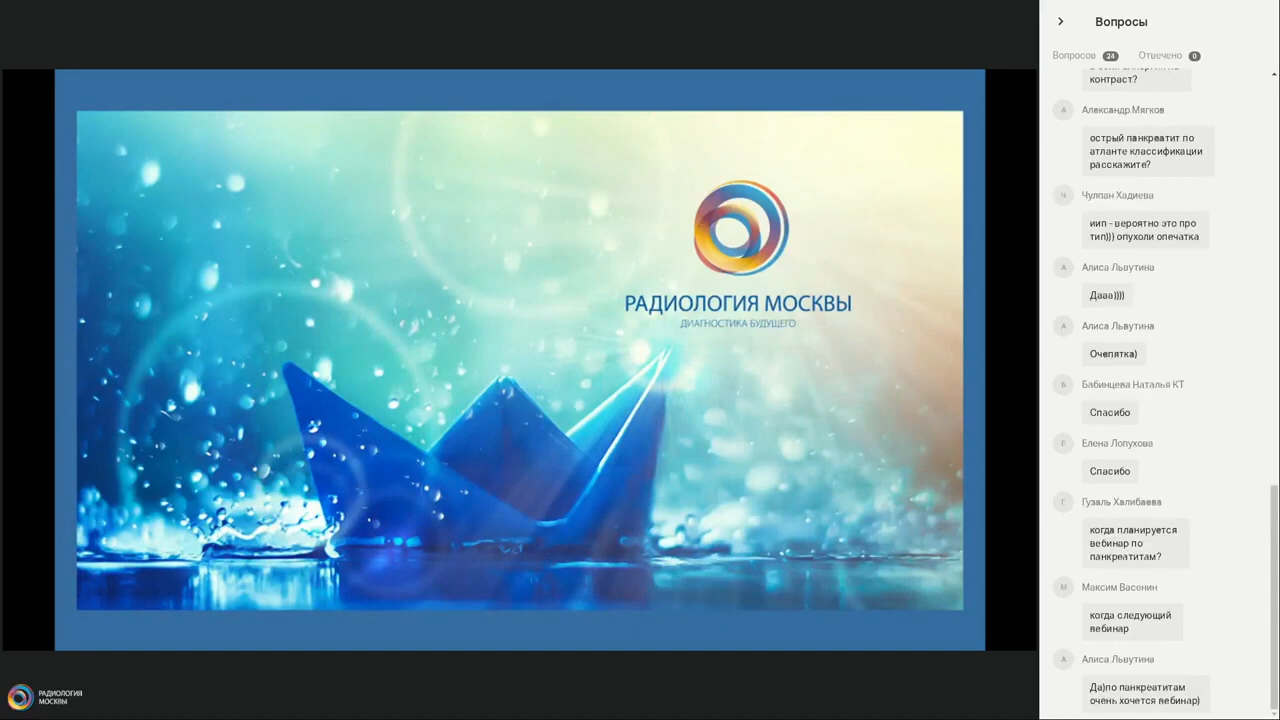 РАДИОЛОГИЯ МОСКВЫ
ДИАГНОСТИКА БУДУЩЕГО
РАДИОЛОГИЯ
МОСКВЫ
Вопросы
Вопросов 24 Отвечено 0
контраст?
А Александр Мягков
острый панкреатит по
атланте классификации
расскажите?
Ч Чулпан Хадиева
иип - вероятно это про
тип))) опухоли опечатка
А Алиса Львутина
Дааа))))
А Алиса Львутина
Очепятка)
Б Бабинцева Наталья КТ
Спасибо
Е Елена Лопухова
Спасибо
Г Гузаль Халибаева
когда планируется
вебинар по
панкреатитам?
М Максим Васенин
когда следующий
вебинар
А Алиса Львутина
Да)по панкреатитам
очень хочется вебинар)